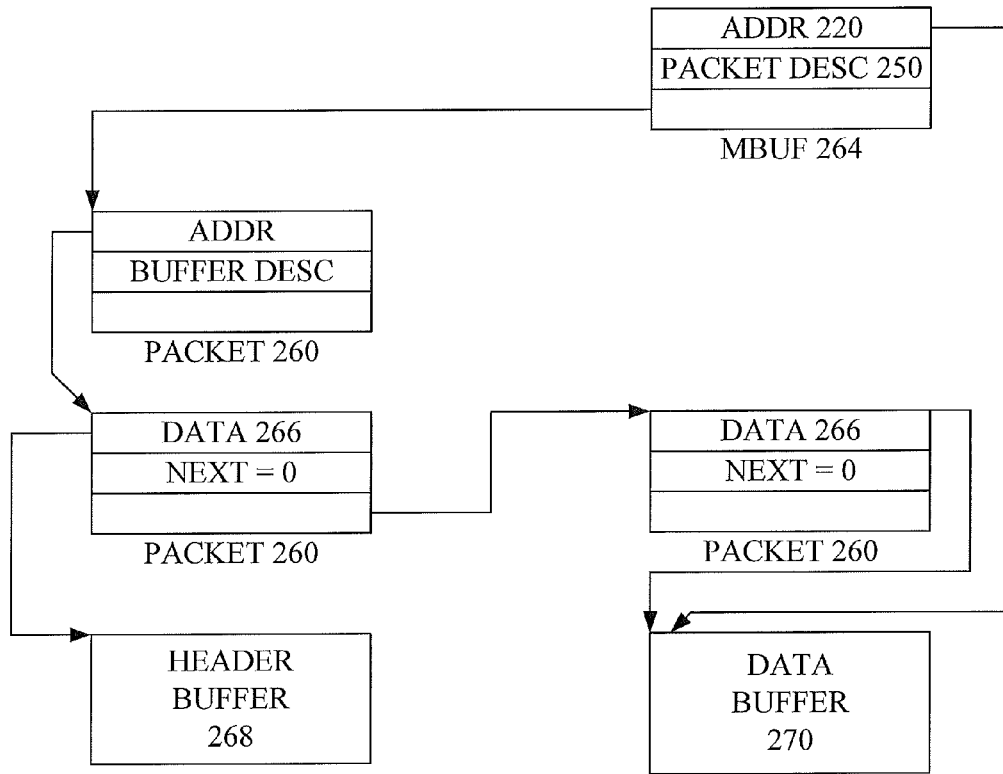 ADDR 220
PACKET DESC 250
MBUF 264
ADDR
BUFFER DESC
PACKET 260
DATA 266
NEXT = 0
PACKET 260
DATA 266
NEXT = 0
PACKET 260
HEADER
BUFFER
268
DATA
BUFFER
270